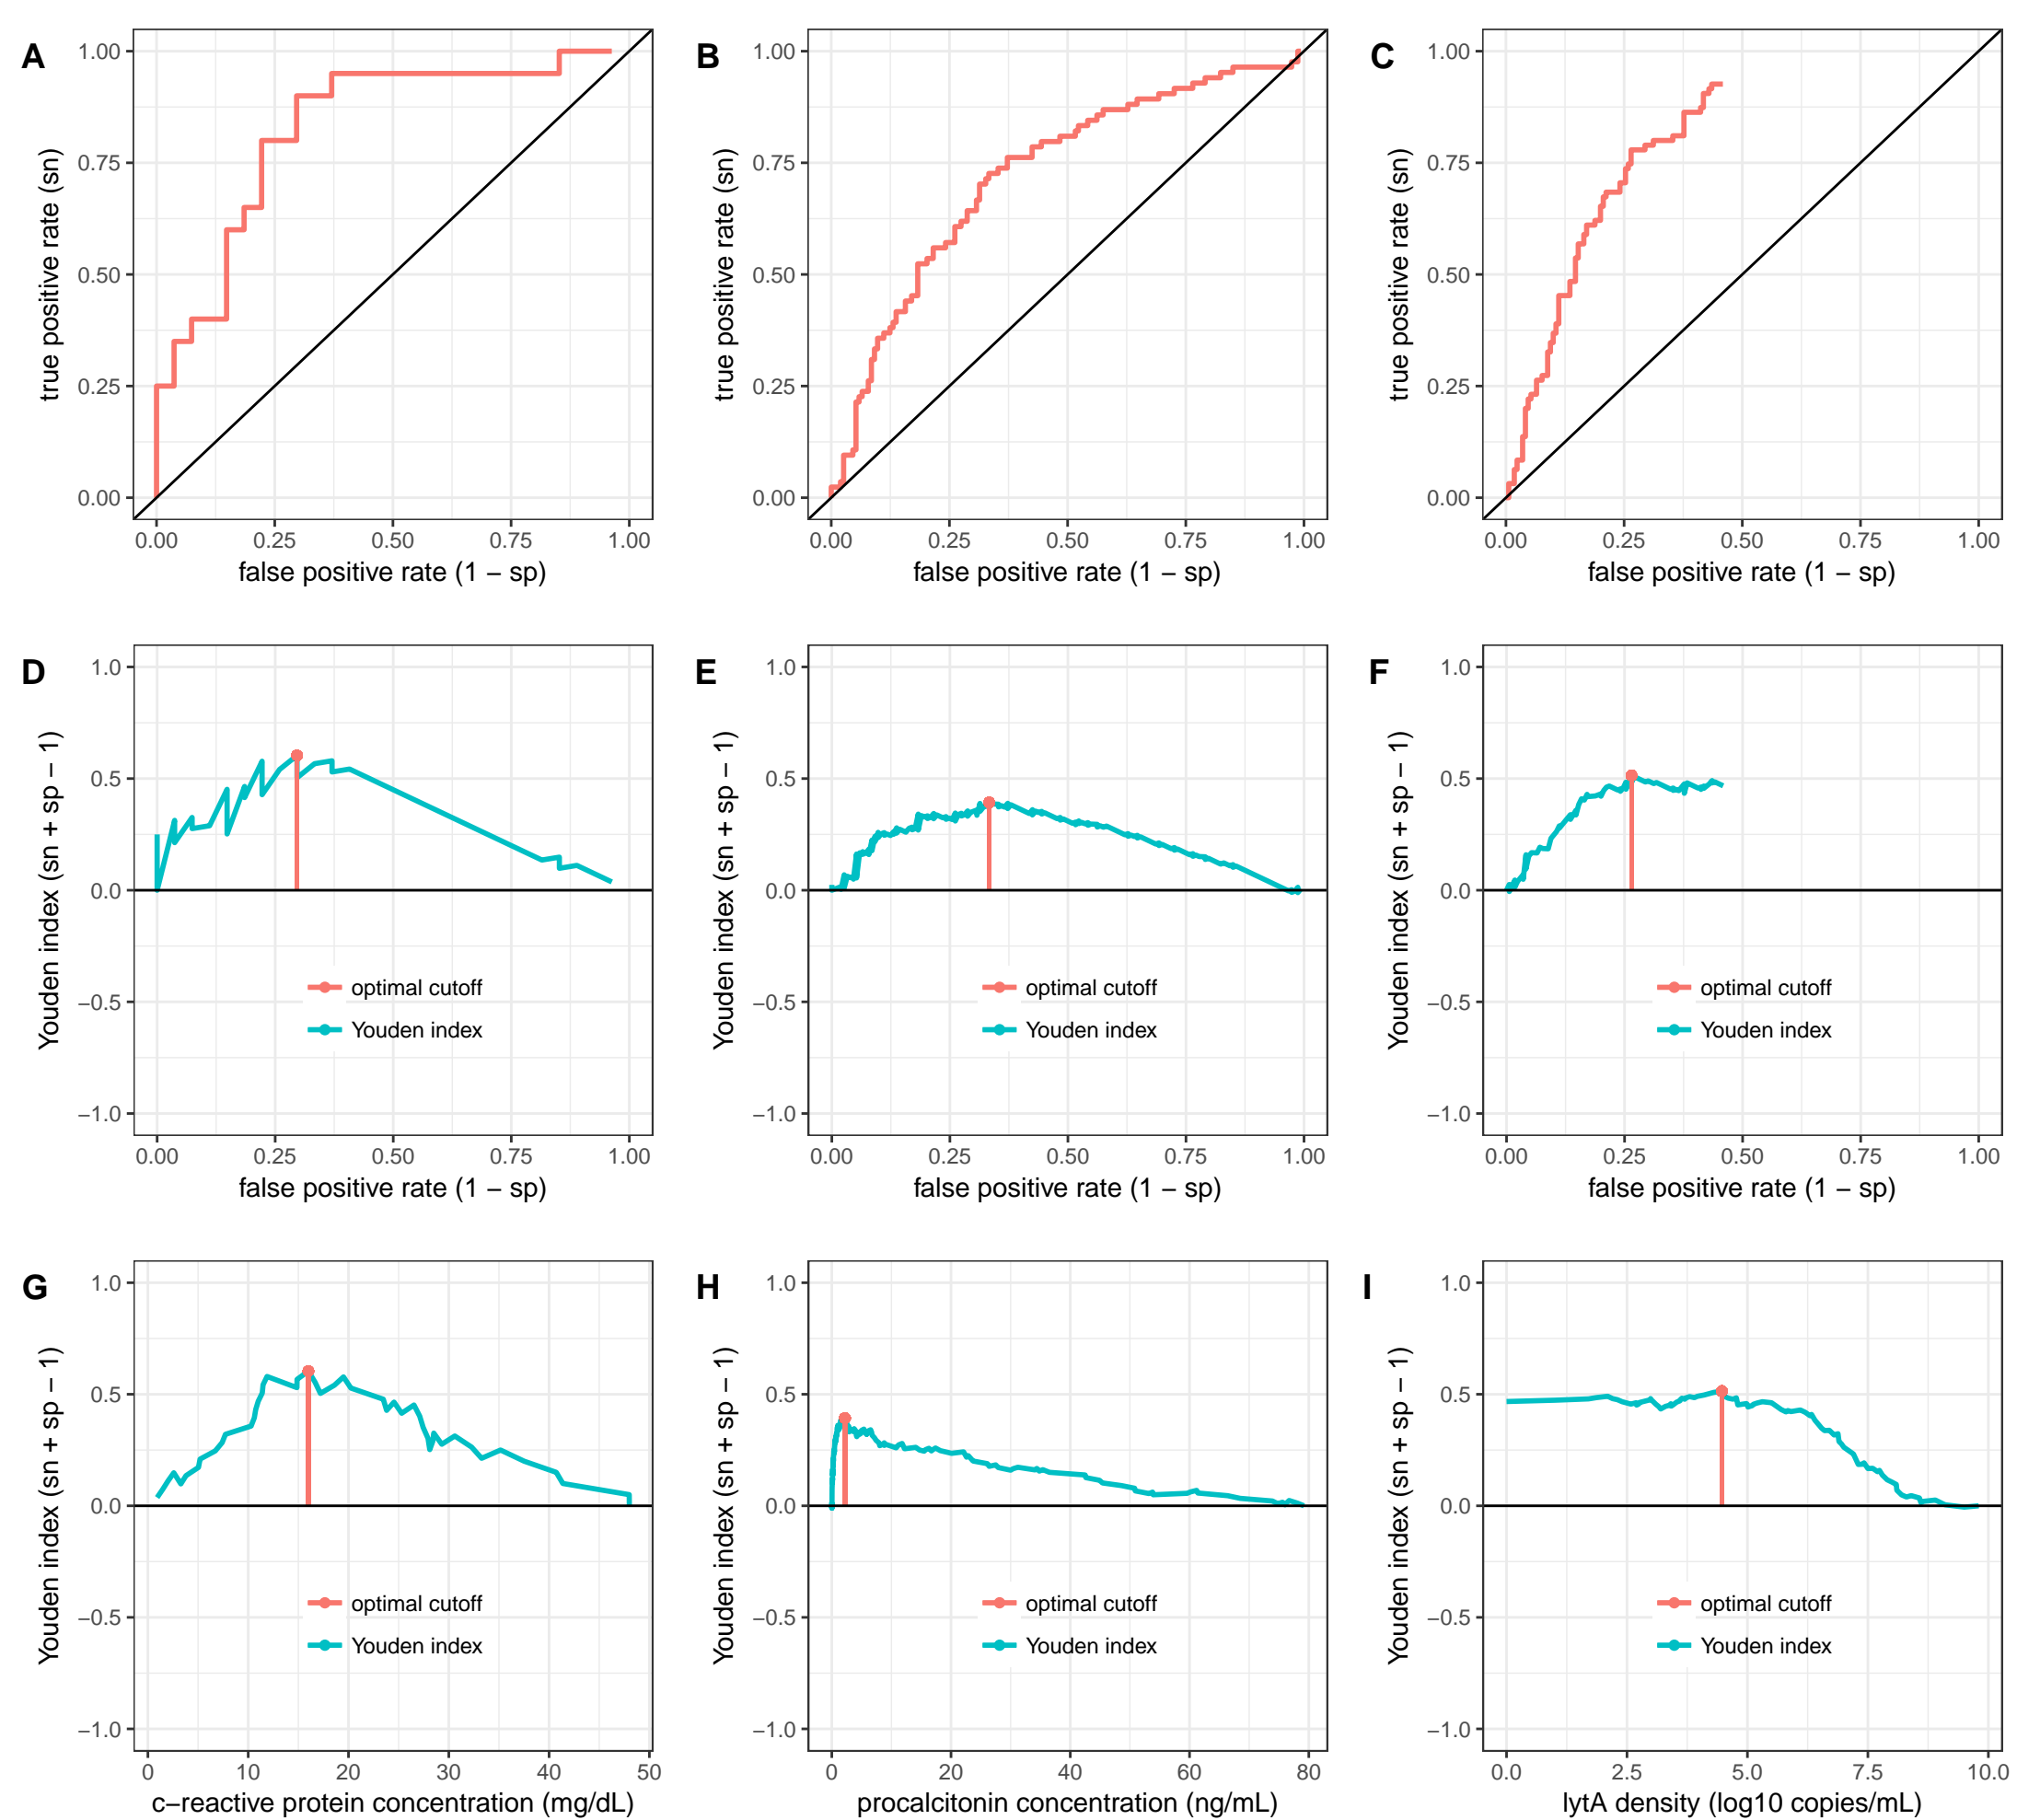 A
true positive rate (sn)
1.00
0.75
0.50
0.25
0.00
0.00 0.25 0.50 0.75 1.00
false positive rate (1 − sp)
B
true positive rate (sn)
1.00
0.75
0.50
0.25
0.00
0.00 0.25 0.50 0.75 1.00
false positive rate (1 − sp)
C
true positive rate (sn)
1.00
0.75
0.50
0.25
0.00
0.00 0.25 0.50 0.75 1.00
false positive rate (1 − sp)
D
Youden index (sn + sp − 1)
1.0
0.5
0.0
−0.5
−1.0
optimal cutoff
Youden index
0.00 0.25 0.50 0.75 1.00
false positive rate (1 − sp)
E
Youden index (sn + sp − 1)
1.0
0.5
0.0
−0.5
−1.0
optimal cutoff
Youden index
0.00 0.25 0.50 0.75 1.00
false positive rate (1 − sp)
F
Youden index (sn + sp − 1)
1.0
0.5
0.0
−0.5
−1.0
optimal cutoff
Youden index
0.00 0.25 0.50 0.75 1.00
false positive rate (1 − sp)
G
Youden index (sn + sp − 1)
1.0
0.5
0.0
−0.5
−1.0
optimal cutoff
Youden index
0 10 20 30 40 50
c−reactive protein concentration (mg/dL)
H
Youden index (sn + sp − 1)
1.0
0.5
0.0
−0.5
−1.0
optimal cutoff
Youden index
0 20 40 60 80
procalcitonin concentration (ng/mL)
I
Youden index (sn + sp − 1)
1.0
0.5
0.0
−0.5
−1.0
optimal cutoff
Youden index
0.0 2.5 5.0 7.5 10.0
lytA density (log10 copies/mL)